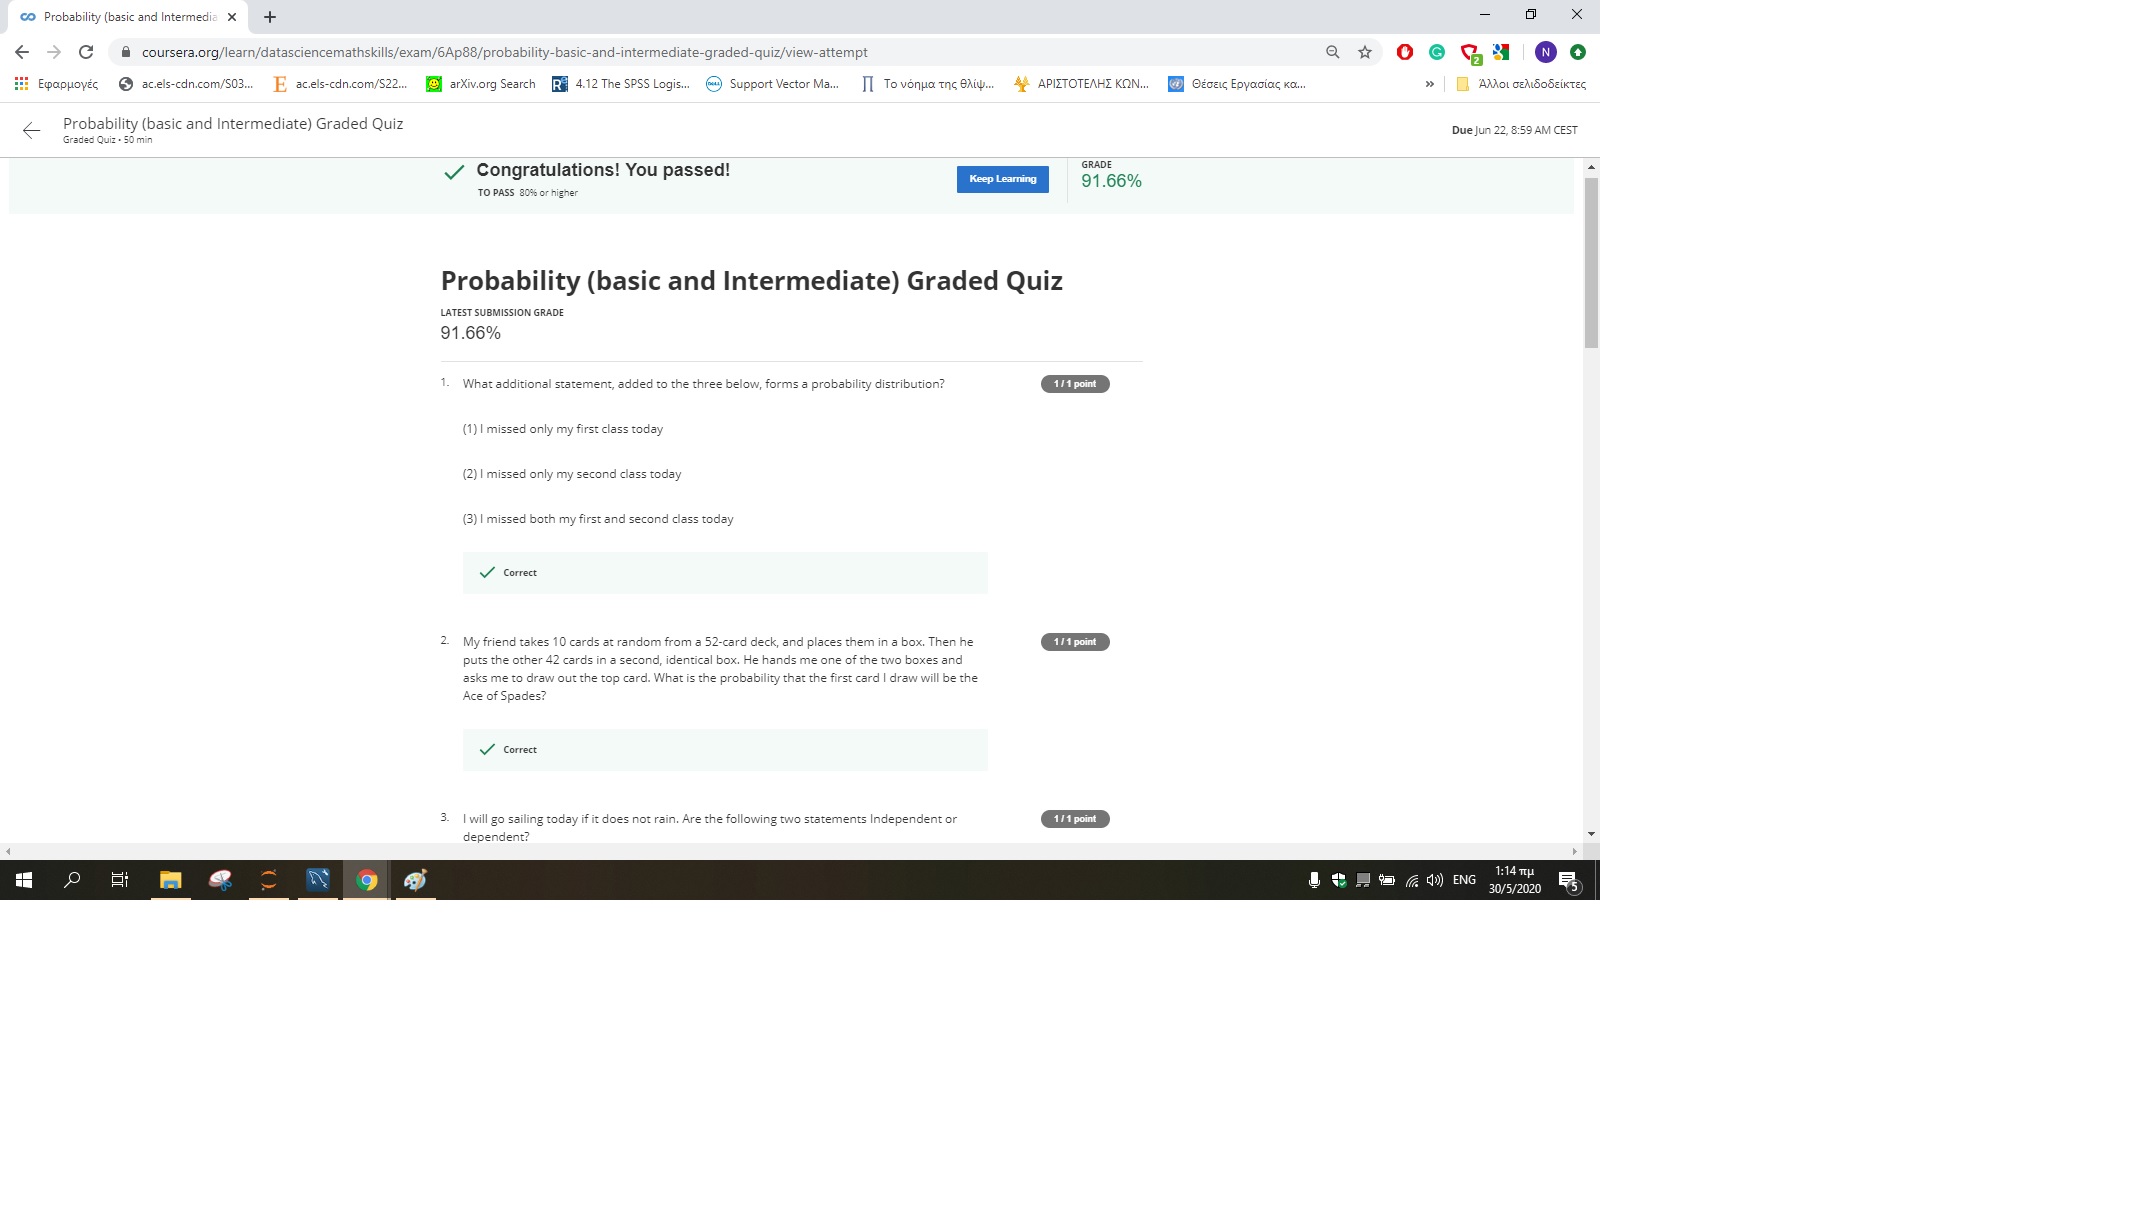 Probability (basic and Intermedia
coursera.org/learn/datasciencemathskills/exam/6Ap88/probability-basic-and-intermediate-graded-quiz/view-attempt
2
N
Εφαρμογές
ac.els-cdn.com/S03...
ac.els-cdn.com/S22...
arXiv.org Search
4.12 The SPSS Logis...
Support Vector Ma...
Το νόημα της θλίψ...
ΑΡΙΣΤΟΤΕΛΗΣ ΚΩΝ...
Θέσεις Εργασίας κα...
»
Άλλοι σελιδοδείκτες
Probability (basic and Intermediate) Graded Quiz
Graded Quiz • 50 min
Due Jun 22, 8:59 AM CEST
Congratulations! You passed!
TO PASS 80% or higher
Keep Learning
GRADE
91.66%
Probability (basic and Intermediate) Graded Quiz
LATEST SUBMISSION GRADE
91.66%
1. What additional statement, added to the three below, forms a probability distribution?
1 / 1 point
(1) I missed only my first class today
(2) I missed only my second class today
(3) I missed both my first and second class today
Correct
2. My friend takes 10 cards at random from a 52-card deck, and places them in a box. Then he
1 / 1 point
puts the other 42 cards in a second, identical box. He hands me one of the two boxes and
asks me to draw out the top card. What is the probability that the first card I draw will be the
Ace of Spades?
Correct
3. I will go sailing today if it does not rain. Are the following two statements Independent or
1 / 1 point
dependent?
ENG
1:14 πμ
30/5/2020
5